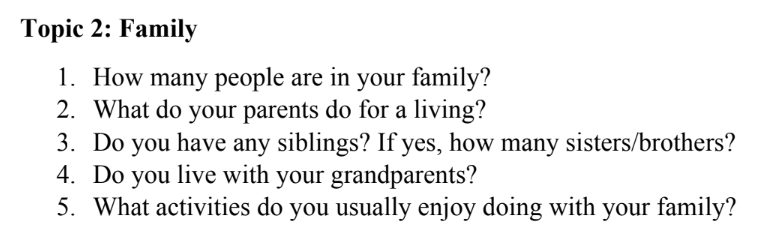 Topic 2: Family
1. How many people are in your family?
2. What do your parents do for a living?
3. Do you have any siblings? If yes, how many sisters/brothers?
4. Do you live with your grandparents?
5. What activities do you usually enjoy doing with your family?